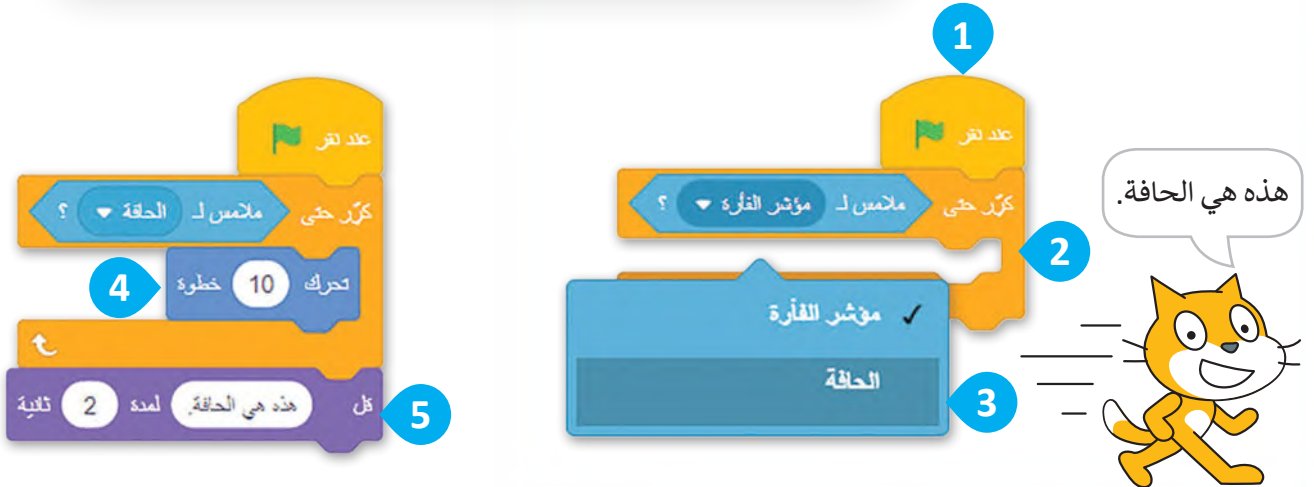 1
عند نقر
كرّر حتى ملامس لـ مؤشر الفأرة ؟
2
✓ مؤشر الفأرة
الحافة
3
هذه هي الحافة.
عند نقر
كرّر حتى ملامس لـ الحافة ؟
تحرك 10 خطوة
4
قل هذه هي الحافة. لمدة 2 ثانية
5